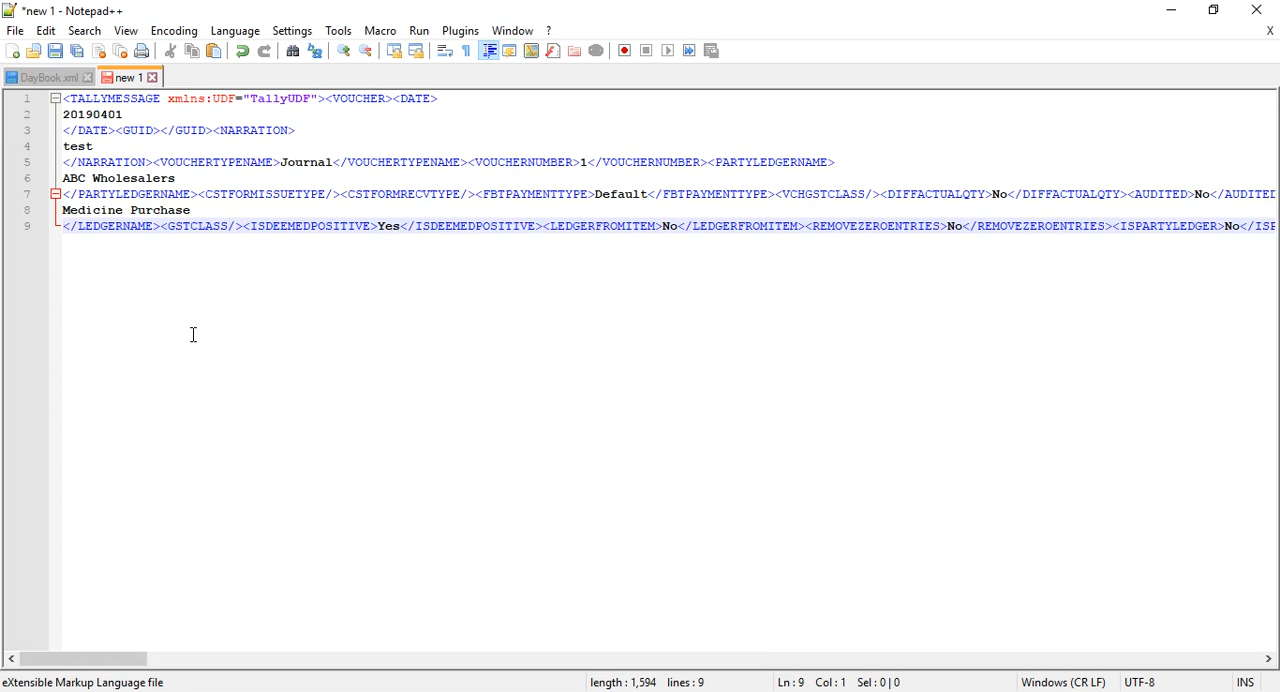 *new 1 - Notepad++
File Edit Search View Encoding Language Settings Tools Macro Run Plugins Window ? X
DayBook.xml new 1
1 <TALLYMESSAGE xmlns:UDF="TallyUDF"><VOUCHER><DATE>
2 20190401
3 </DATE><GUID></GUID><NARRATION>
4 test
5 </NARRATION><VOUCHERTYPENAME>Journal</VOUCHERTYPENAME><VOUCHERNUMBER>1</VOUCHERNUMBER><PARTYLEDGERNAME>
6 ABC Wholesalers
7 </PARTYLEDGERNAME><CSTFORMISSUETYPE/><CSTFORMRECVTYPE/><FBTPAYMENTTYPE>Default</FBTPAYMENTTYPE><VCHGSTCLASS/><DIFFACTUALQTY>No</DIFFACTUALQTY><AUDITED>No</AUDITED
8 Medicine Purchase
9 </LEDGERNAME><GSTCLASS/><ISDEEMEDPOSITIVE>Yes</ISDEEMEDPOSITIVE><LEDGERFROMITEM>No</LEDGERFROMITEM><REMOVEZEROENTRIES>No</REMOVEZEROENTRIES><ISPARTYLEDGER>No</ISP
eXtensible Markup Language file length : 1,594 lines : 9 Ln : 9 Col : 1 Sel : 0 | 0 Windows (CR LF) UTF-8 INS